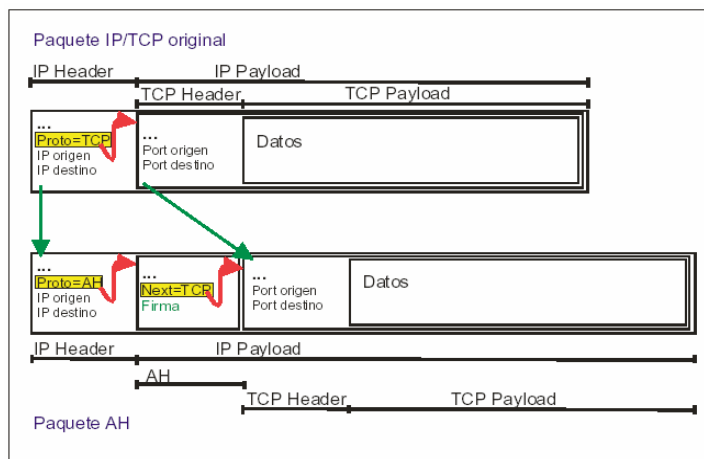 Paquete IP/TCP original
IP Header
IP Payload
TCP Header
TCP Payload
...
Proto=TCP
IP origen
IP destino
...
Port origen
Port destino
Datos
...
Proto=AH
IP origen
IP destino
...
Next=TCP
Firma
...
Port origen
Port destino
Datos
IP Header
IP Payload
AH
TCP Header
TCP Payload
Paquete AH